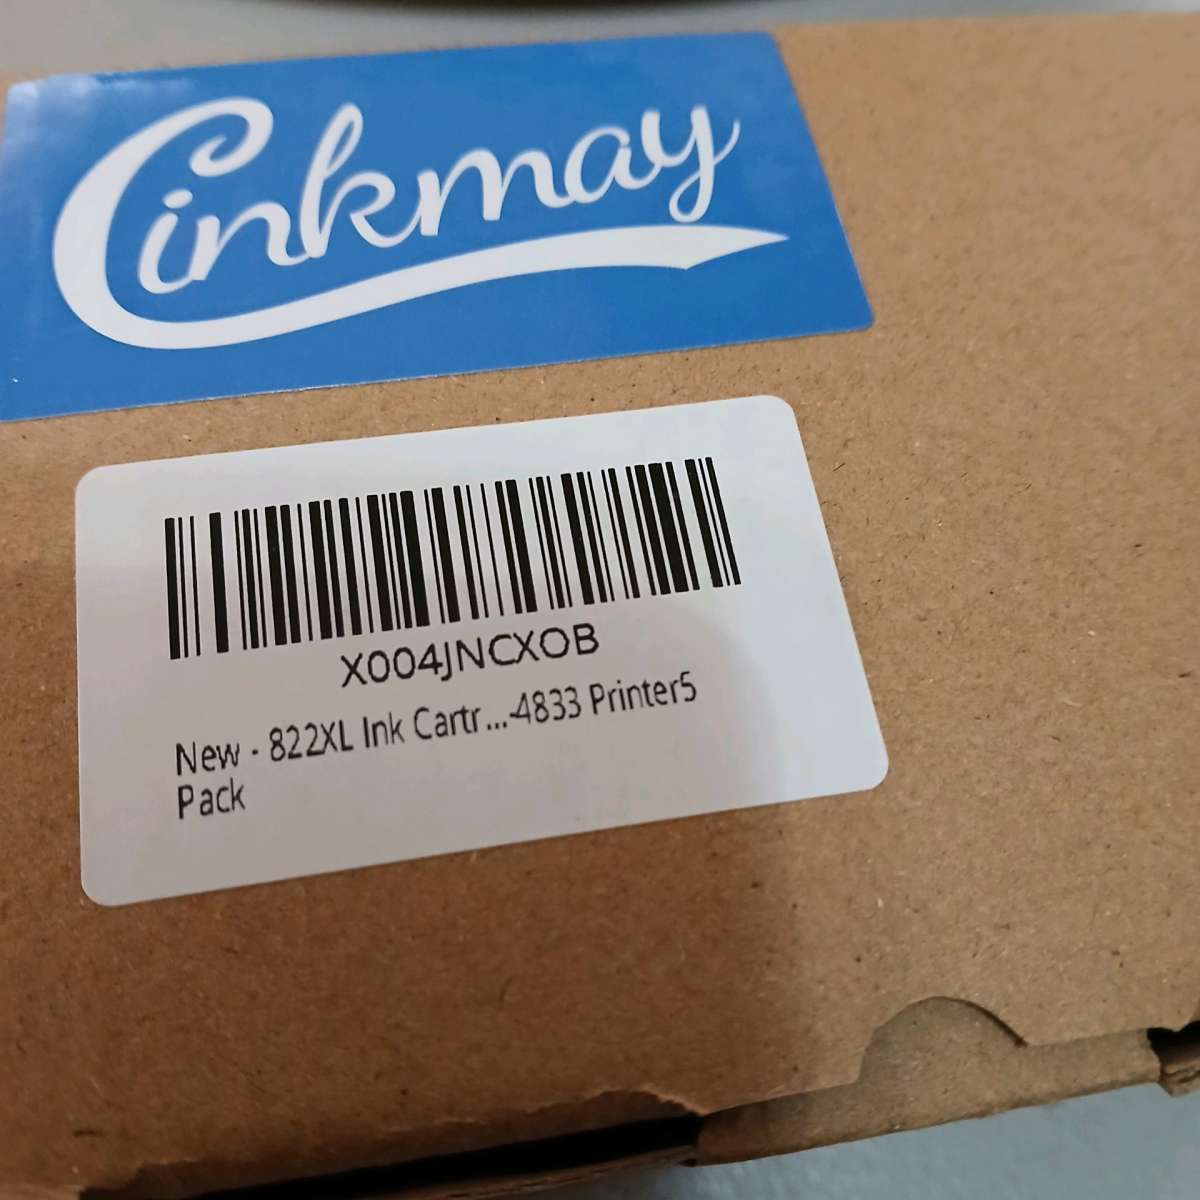 Cinkmay
X004JNCXOB
New - 822XL Ink Cartr...-4833 Printer5
Pack